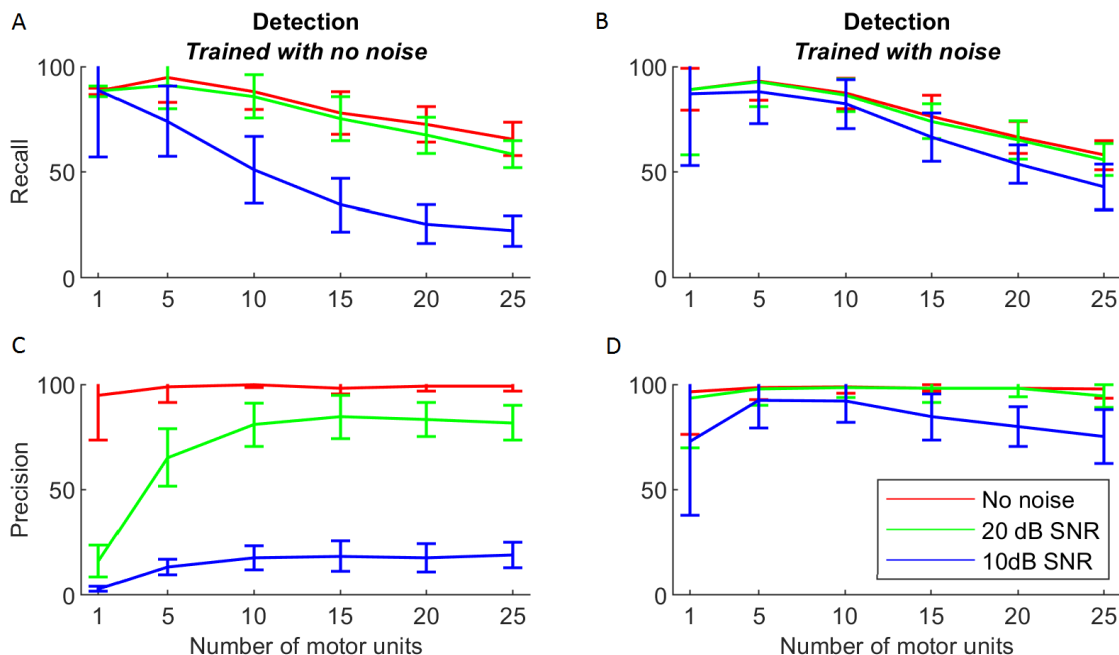 A
Detection
Trained with no noise
B
Detection
Trained with noise
100
50
0
Recall
1 5 10 15 20 25
100
50
0
1 5 10 15 20 25
C
100
50
0
Precision
1 5 10 15 20 25
Number of motor units
D
100
50
0
No noise
20 dB SNR
10dB SNR
1 5 10 15 20 25
Number of motor units